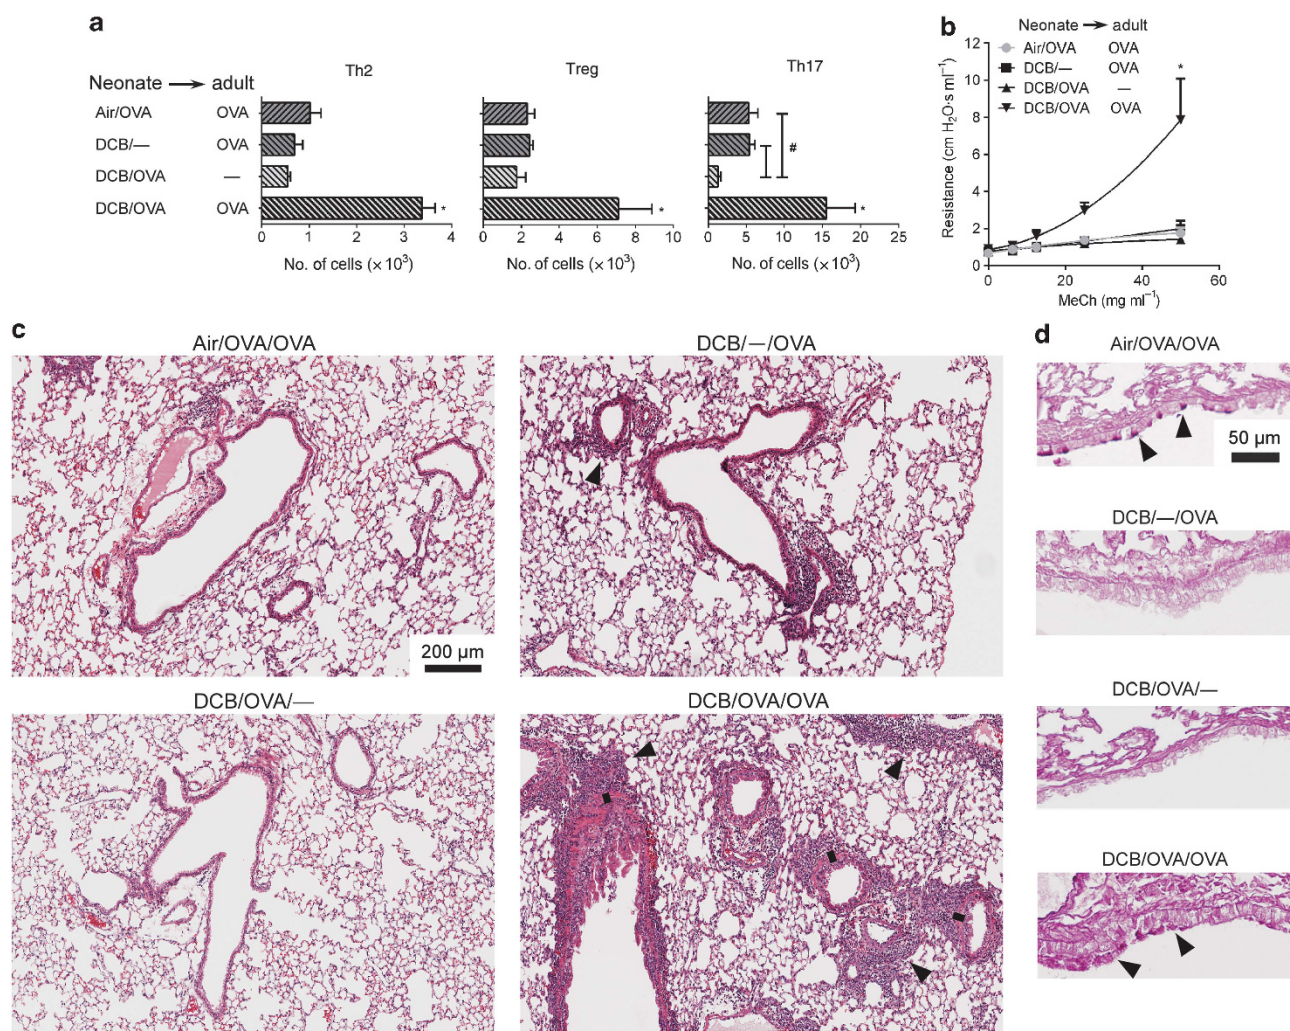 a
Neonate → adult
Th2
Treg
Th17
Air/OVA OVA
DCB/— OVA
DCB/OVA —
DCB/OVA OVA
#
* * *
0 1 2 3 4
0 2 4 6 8 10
0 5 10 15 20 25
No. of cells (×10³)
No. of cells (×10³)
No. of cells (×10³)
b
Neonate → adult
Air/OVA OVA
DCB/— OVA
DCB/OVA —
DCB/OVA OVA
*
Resistance (cm H₂O·s ml⁻¹)
12
10
8
6
4
2
0
0 20 40 60
MeCh (mg ml⁻¹)
c
Air/OVA/OVA
DCB/—/OVA
200 µm
DCB/OVA/—
DCB/OVA/OVA
d
Air/OVA/OVA
50 µm
DCB/—/OVA
DCB/OVA/—
DCB/OVA/OVA